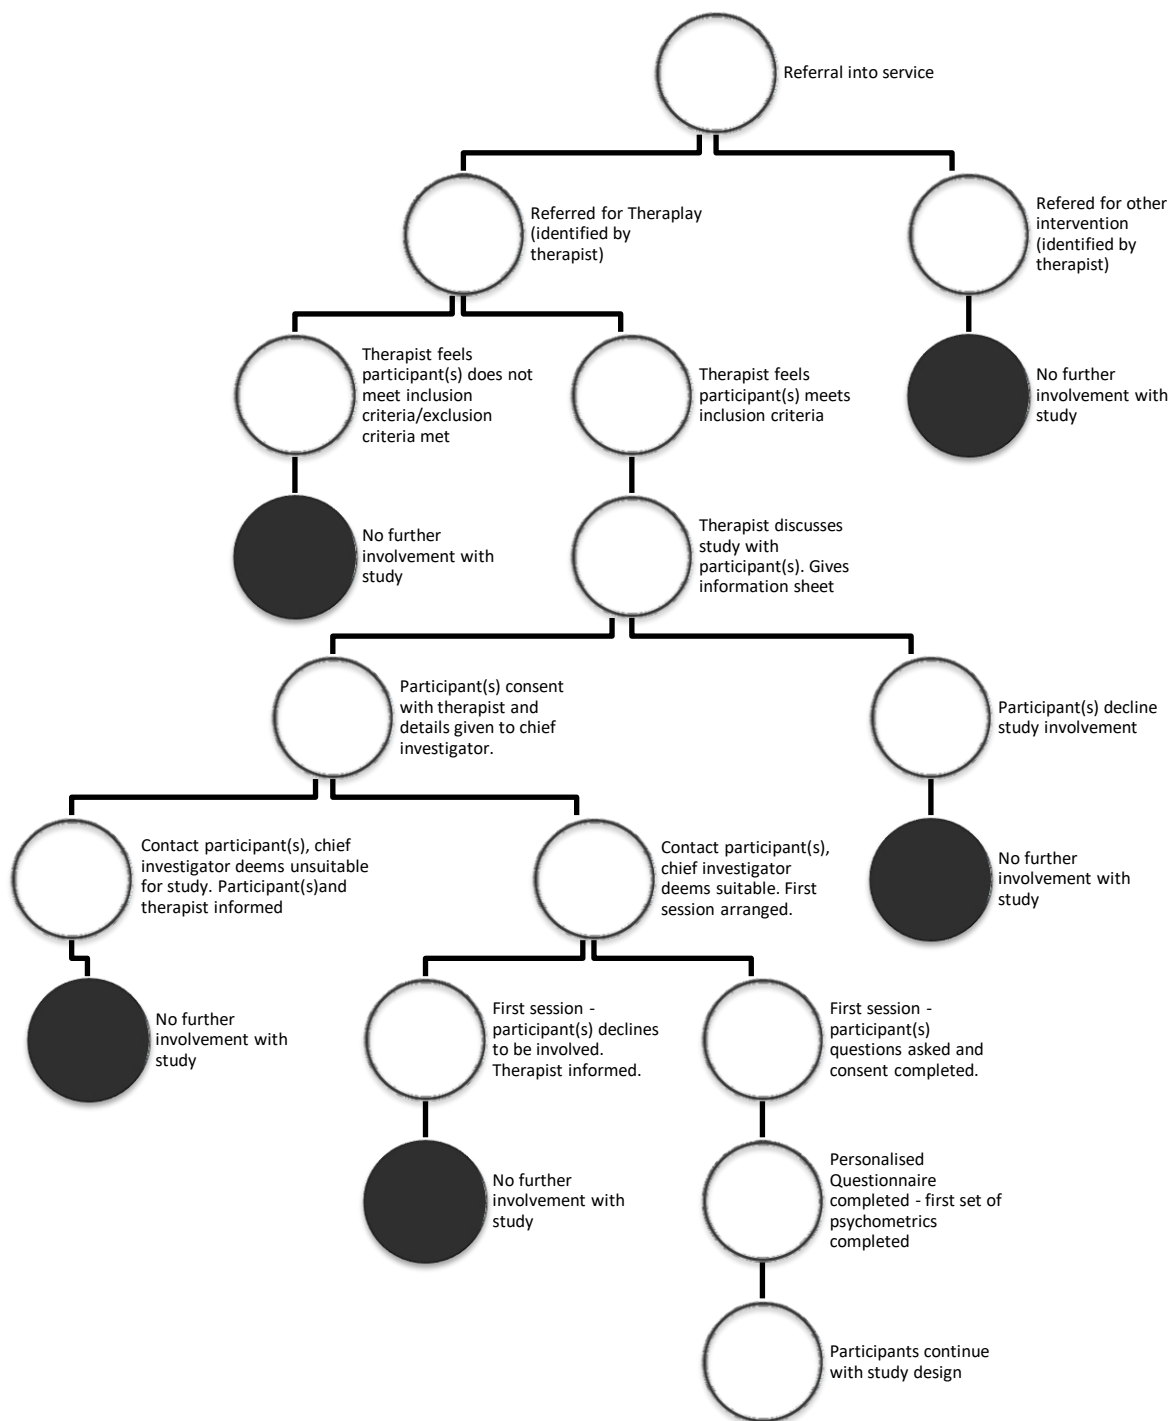 Referral into service
Referred for Theraplay
(identified by
therapist)
Refered for other
intervention
(identified by
therapist)
Therapist feels
participant(s) does not
meet inclusion
criteria/exclusion
criteria met
Therapist feels
participant(s) meets
inclusion criteria
No further
involvement with
study
No further
involvement with
study
Therapist discusses
study with
participant(s). Gives
information sheet
Participant(s) consent
with therapist and
details given to chief
investigator.
Participant(s) decline
study involvement
Contact participant(s), chief
investigator deems unsuitable
for study. Participant(s)and
therapist informed
Contact participant(s),
chief investigator
deems suitable. First
session arranged.
No further
involvement with
study
No further
involvement with
study
First session -
participant(s) declines
to be involved.
Therapist informed.
First session -
participant(s)
questions asked and
consent completed.
No further
involvement with
study
Personalised
Questionnaire
completed - first set of
psychometrics
completed
Participants continue
with study design